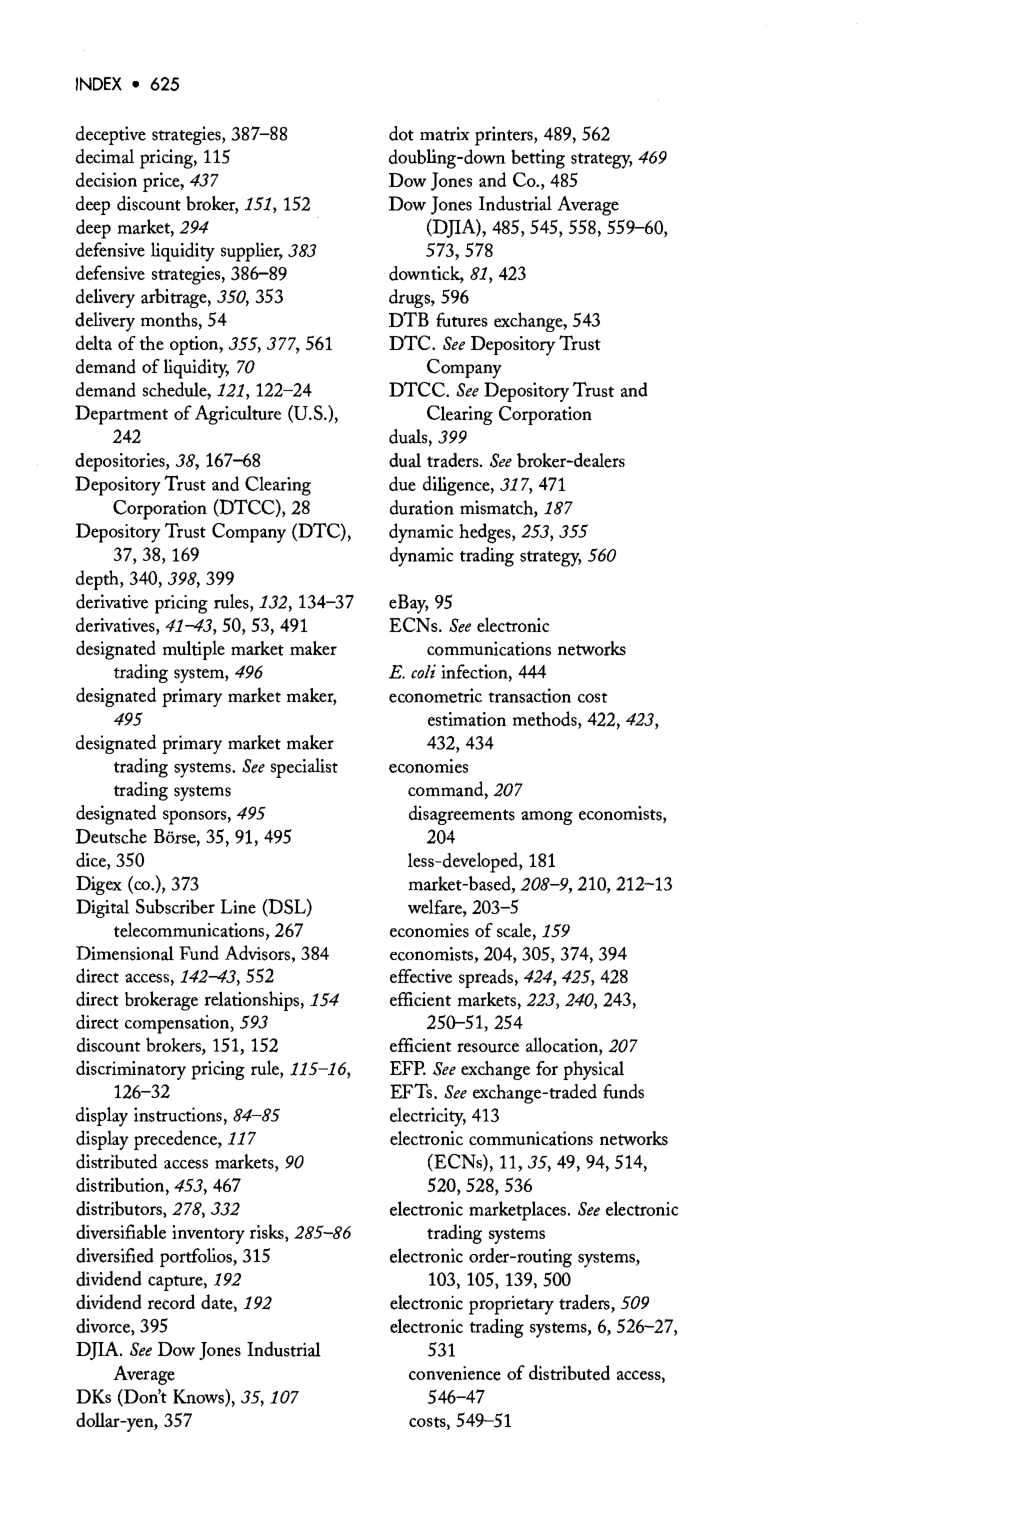 INDEX • 625
deceptive strategies, 387–88
decimal pricing, 115
decision price, 437
deep discount broker, 151, 152
deep market, 294
defensive liquidity supplier, 383
defensive strategies, 386–89
delivery arbitrage, 350, 353
delivery months, 54
delta of the option, 355, 377, 561
demand of liquidity, 70
demand schedule, 121, 122–24
Department of Agriculture (U.S.),
242
depositories, 38, 167–68
Depository Trust and Clearing
Corporation (DTCC), 28
Depository Trust Company (DTC),
37, 38, 169
depth, 340, 398, 399
derivative pricing rules, 132, 134–37
derivatives, 41–43, 50, 53, 491
designated multiple market maker
trading system, 496
designated primary market maker,
495
designated primary market maker
trading systems. See specialist
trading systems
designated sponsors, 495
Deutsche Börse, 35, 91, 495
dice, 350
Digex (co.), 373
Digital Subscriber Line (DSL)
telecommunications, 267
Dimensional Fund Advisors, 384
direct access, 142–43, 552
direct brokerage relationships, 154
direct compensation, 593
discount brokers, 151, 152
discriminatory pricing rule, 115–16,
126–32
display instructions, 84–85
display precedence, 117
distributed access markets, 90
distribution, 453, 467
distributors, 278, 332
diversifiable inventory risks, 285–86
diversified portfolios, 315
dividend capture, 192
dividend record date, 192
divorce, 395
DJIA. See Dow Jones Industrial
Average
DKs (Don't Knows), 35, 107
dollar-yen, 357
dot matrix printers, 489, 562
doubling-down betting strategy, 469
Dow Jones and Co., 485
Dow Jones Industrial Average
(DJIA), 485, 545, 558, 559–60,
573, 578
downtick, 81, 423
drugs, 596
DTB futures exchange, 543
DTC. See Depository Trust
Company
DTCC. See Depository Trust and
Clearing Corporation
duals, 399
dual traders. See broker-dealers
due diligence, 317, 471
duration mismatch, 187
dynamic hedges, 253, 355
dynamic trading strategy, 560
eBay, 95
ECNs. See electronic
communications networks
E. coli infection, 444
econometric transaction cost
estimation methods, 422, 423,
432, 434
economies
command, 207
disagreements among economists,
204
less-developed, 181
market-based, 208–9, 210, 212–13
welfare, 203–5
economies of scale, 159
economists, 204, 305, 374, 394
effective spreads, 424, 425, 428
efficient markets, 223, 240, 243,
250–51, 254
efficient resource allocation, 207
EFP. See exchange for physical
EFTs. See exchange-traded funds
electricity, 413
electronic communications networks
(ECNs), 11, 35, 49, 94, 514,
520, 528, 536
electronic marketplaces. See electronic
trading systems
electronic order-routing systems,
103, 105, 139, 500
electronic proprietary traders, 509
electronic trading systems, 6, 526–27,
531
convenience of distributed access,
546–47
costs, 549–51